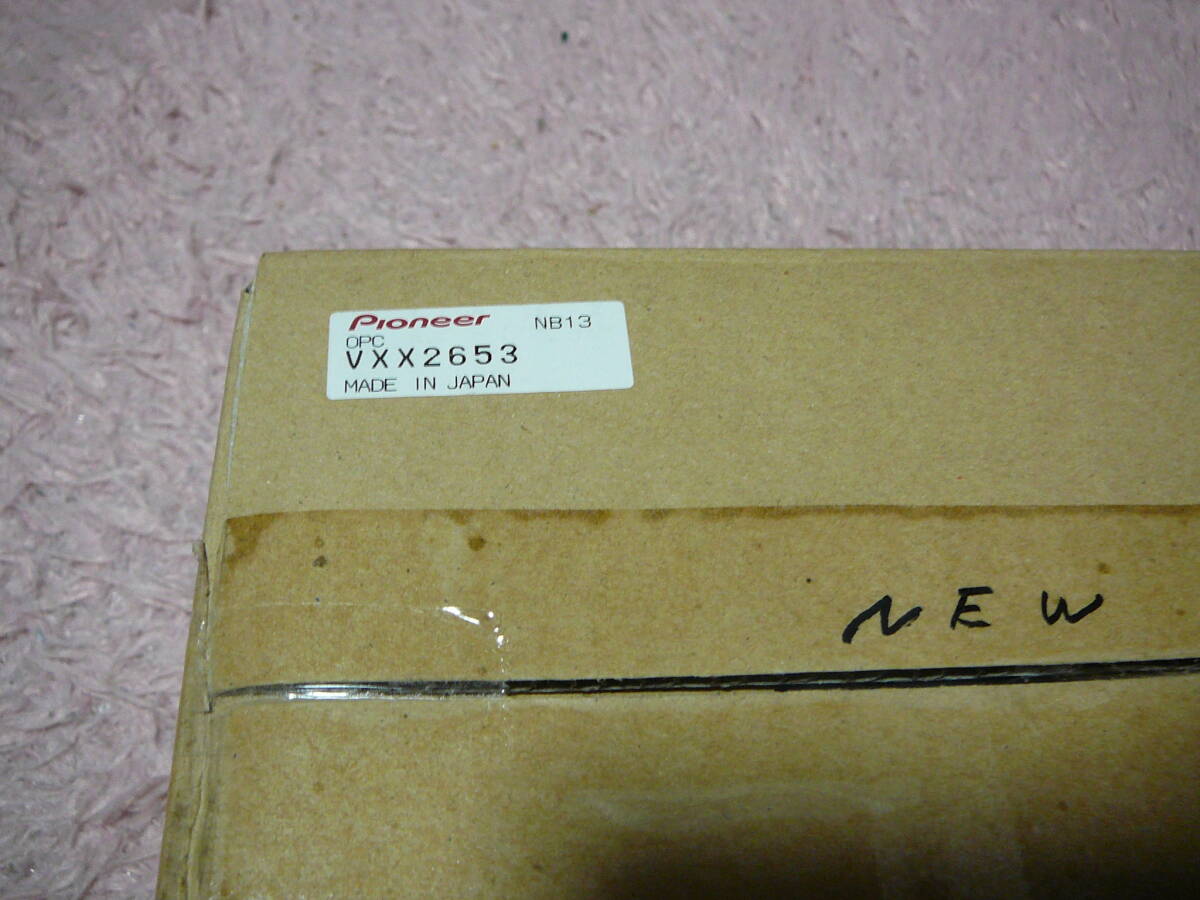 Pioneer NB13
OPC
VXX2653
MADE IN JAPAN
NEW